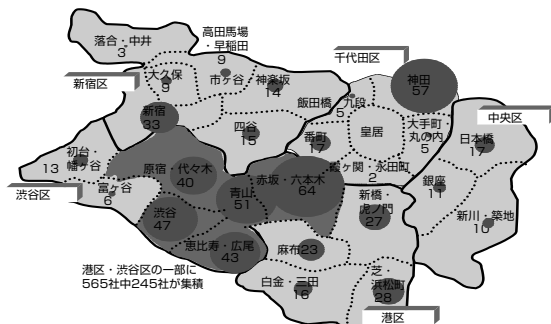 落合・中井
3
高田馬場
・早稲田
9
千代田区
新宿区
大久保
9
市ヶ谷
神楽坂
14
神田
57
飯田橋
九段
5
中央区
新宿
33
四谷
15
番町
17
皇居
大手町
丸の内
5
日本橋
17
初台・
幡ヶ谷
13
原宿・代々木
40
赤坂・六本木
64
霞ヶ関・永田町
2
銀座
11
渋谷区
富ヶ谷
6
青山
51
新橋・
虎ノ門
27
新川・築地
10
渋谷
47
恵比寿・広尾
43
麻布23
港区・渋谷区の一部に
565社中245社が集積
白金・三田
16
芝・
浜松町
28
港区